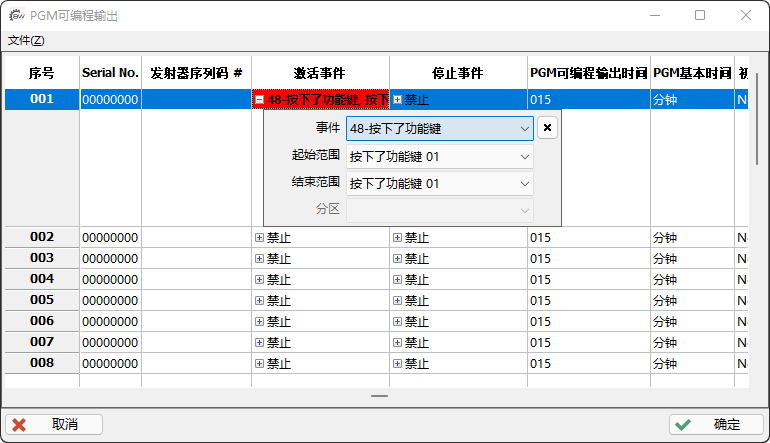 PGM可编程输出
文件(Z)
序号 Serial No. 发射器序列码 # 激活事件 停止事件 PGM可编程输出时间 PGM基本时间 初
001 00000000 48-按下了功能键, 按下 禁止 015 分钟 N
事件 48-按下了功能键
起始范围 按下了功能键 01
结束范围 按下了功能键 01
分区
002 00000000 禁止 禁止 015 分钟 N
003 00000000 禁止 禁止 015 分钟 N
004 00000000 禁止 禁止 015 分钟 N
005 00000000 禁止 禁止 015 分钟 N
006 00000000 禁止 禁止 015 分钟 N
007 00000000 禁止 禁止 015 分钟 N
008 00000000 禁止 禁止 015 分钟 N
取消 确定